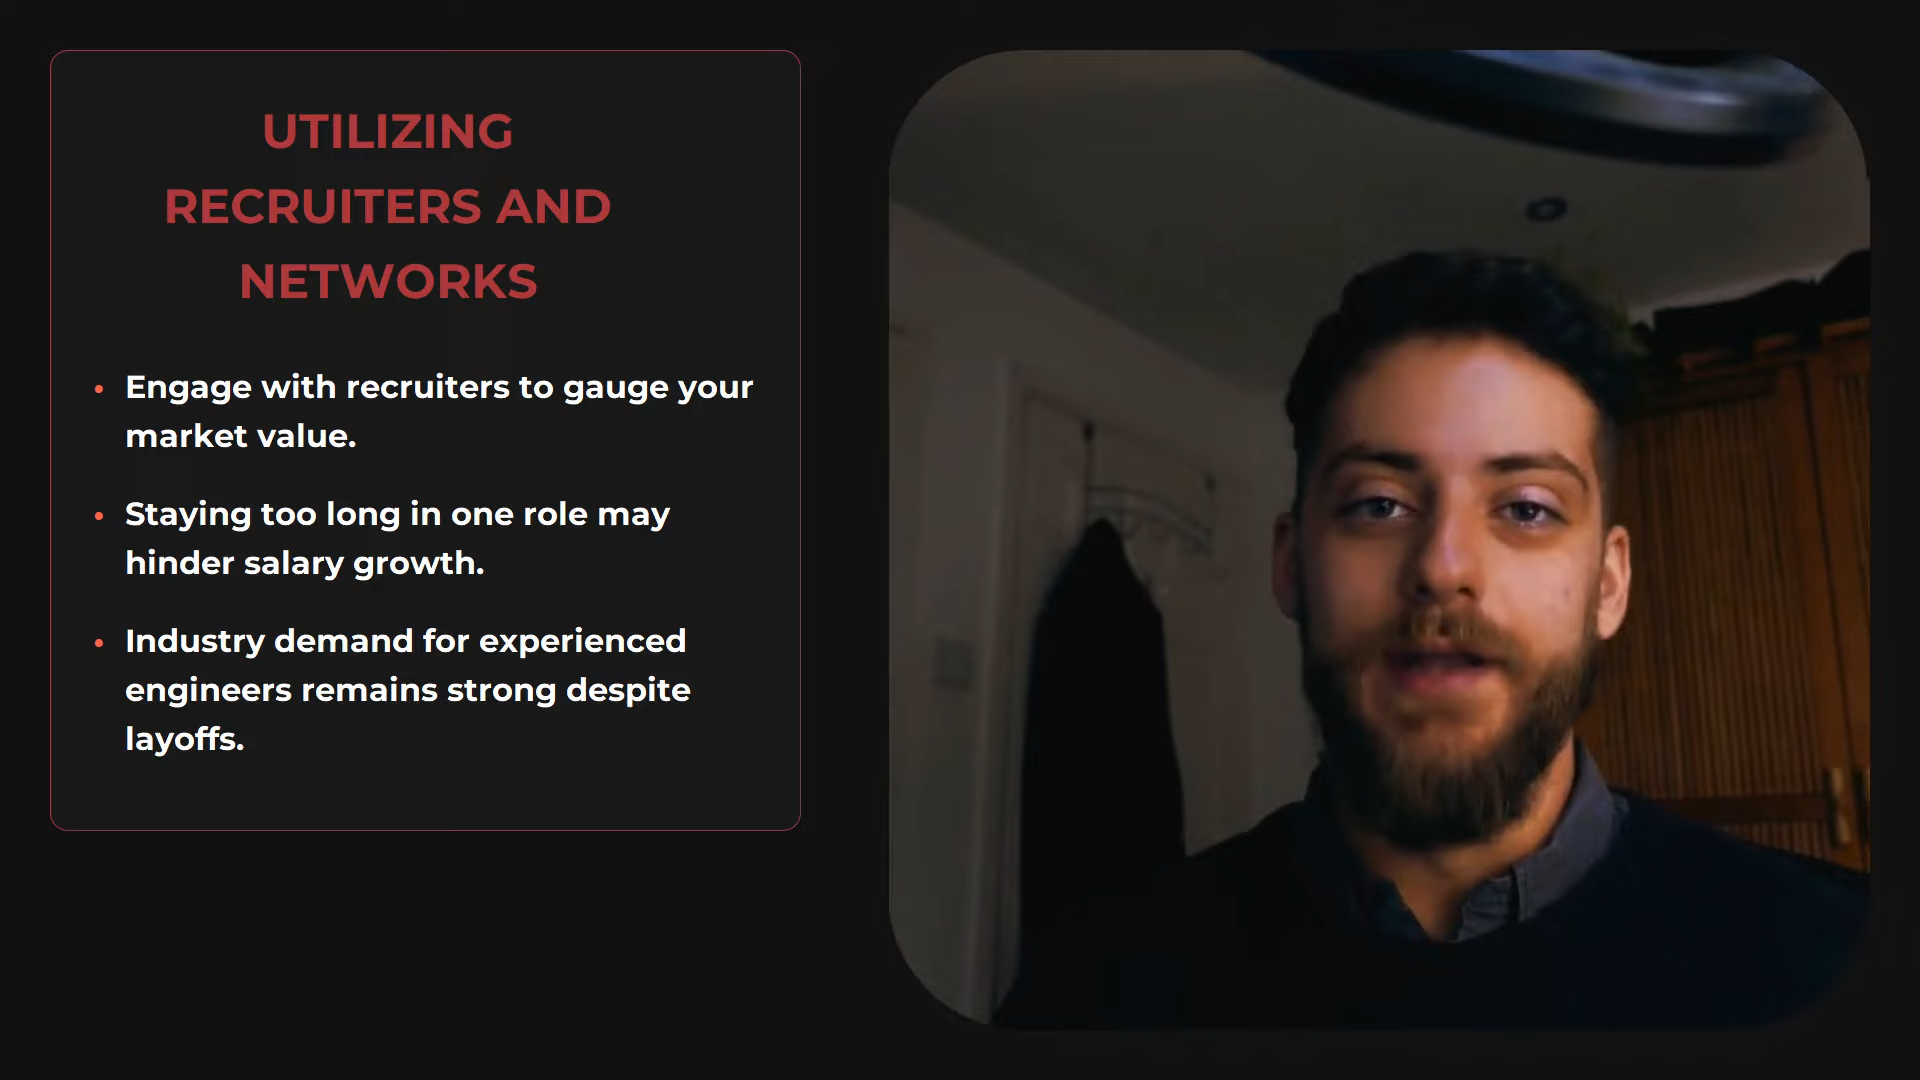 UTILIZING
RECRUITERS AND
NETWORKS
Engage with recruiters to gauge your
market value.
Staying too long in one role may
hinder salary growth.
Industry demand for experienced
engineers remains strong despite
layoffs.